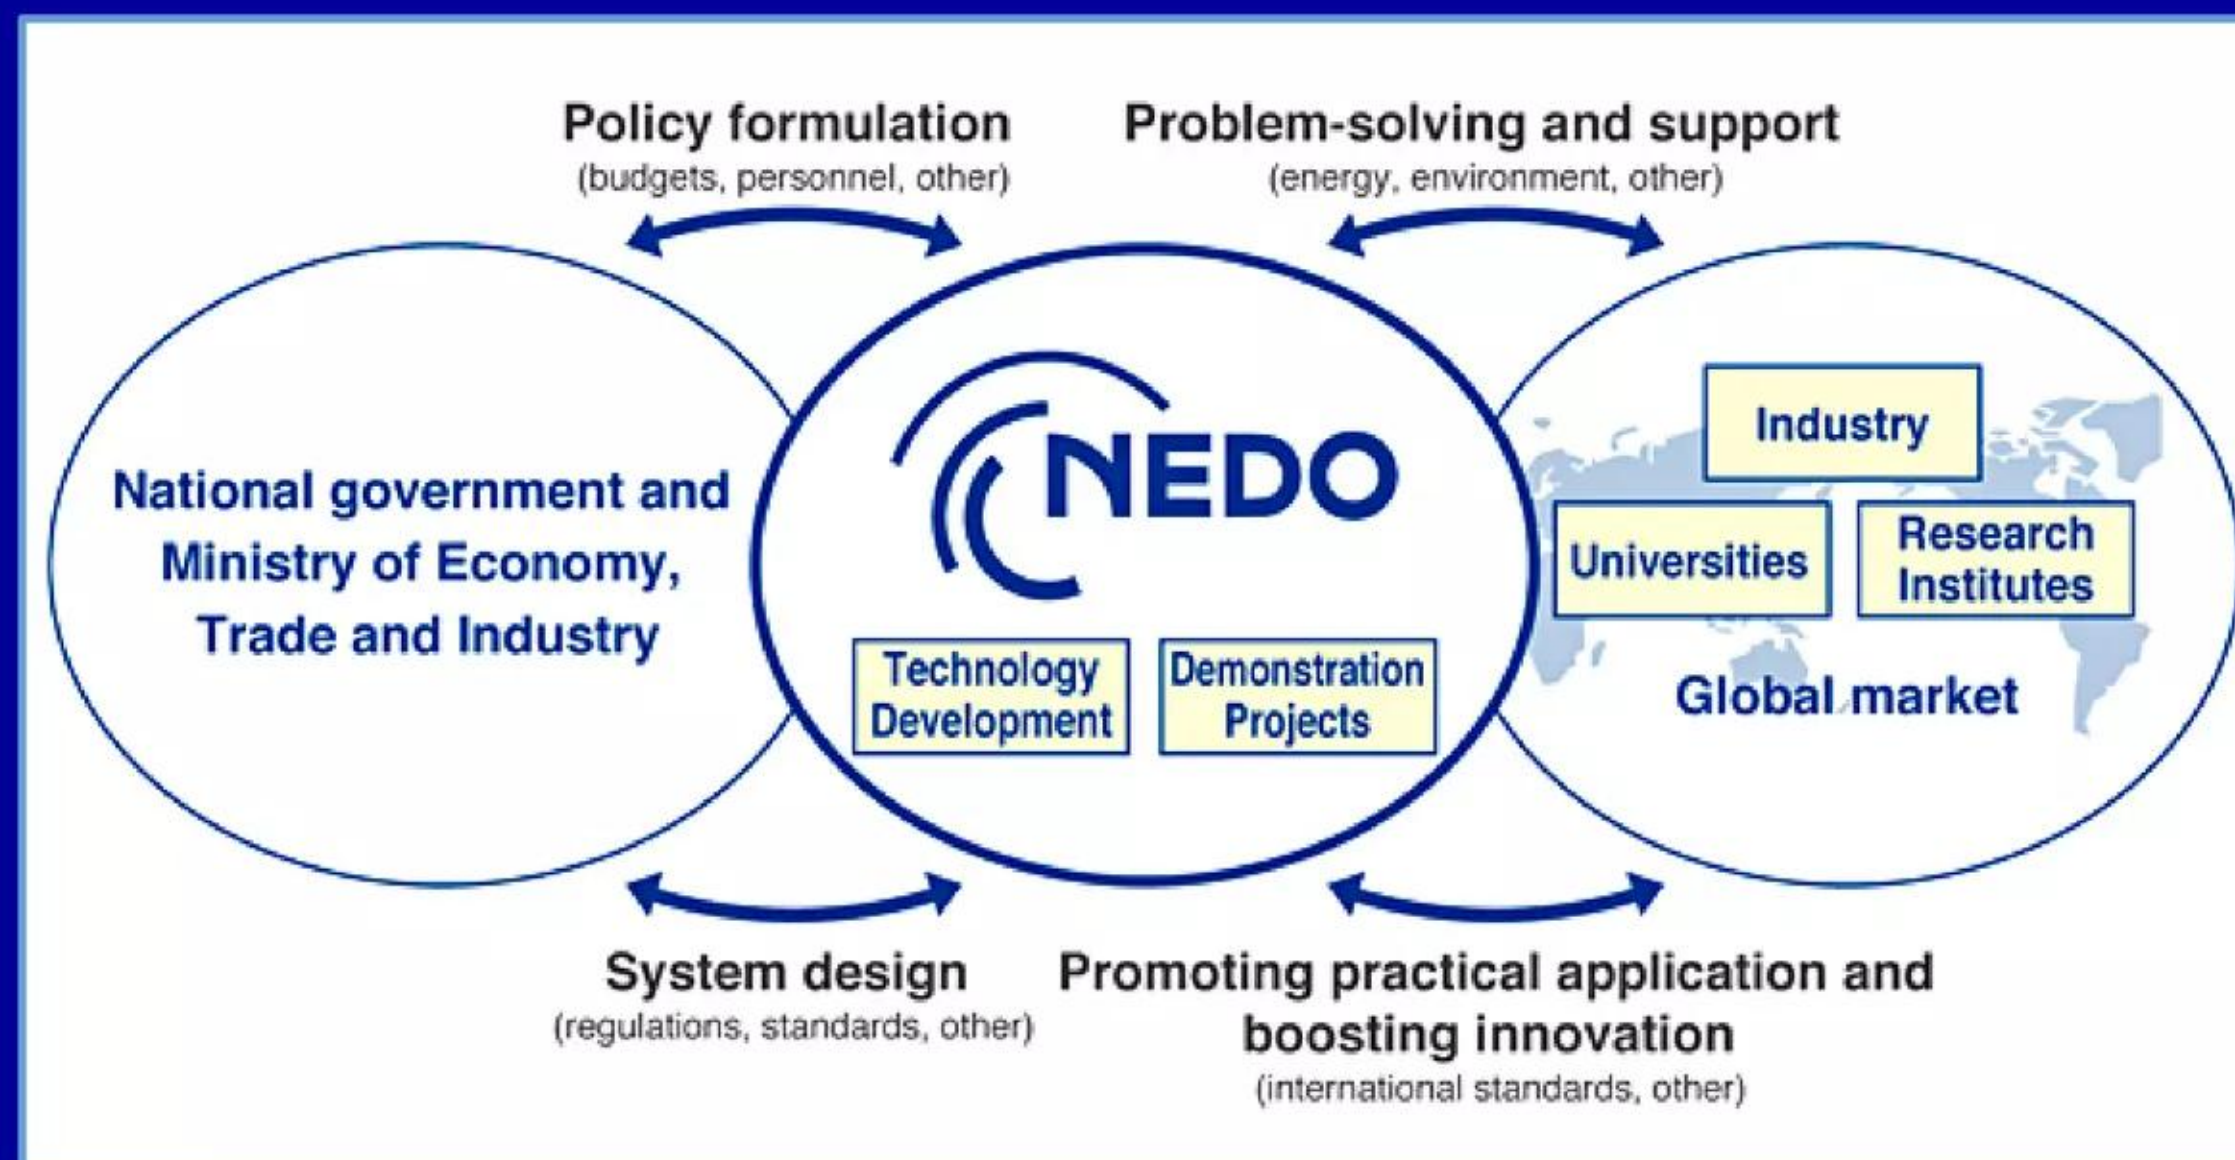 Policy formulation
(budgets, personnel, other)
Problem-solving and support
(energy, environment, other)
National government and
Ministry of Economy,
Trade and Industry
NEDO
Technology
Development
Demonstration
Projects
Industry
Universities
Research
Institutes
Global market
System design
(regulations, standards, other)
Promoting practical application and
boosting innovation
(international standards, other)